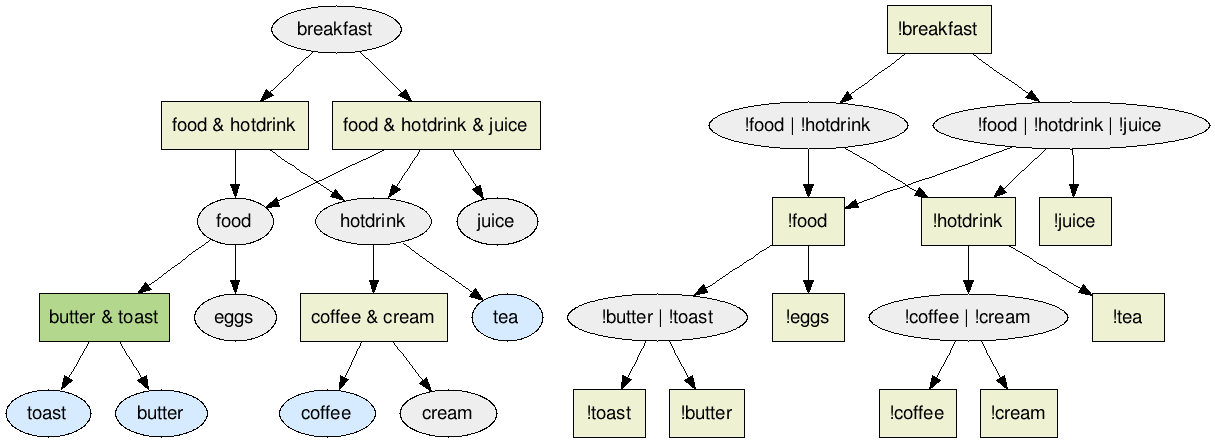 breakfast
!breakfast
food & hotdrink
food & hotdrink & juice
!food | !hotdrink
!food | !hotdrink | !juice
food
hotdrink
juice
!food
!hotdrink
!juice
butter & toast
eggs
coffee & cream
tea
!butter | !toast
!eggs
!coffee | !cream
!tea
toast
butter
coffee
cream
!toast
!butter
!coffee
!cream